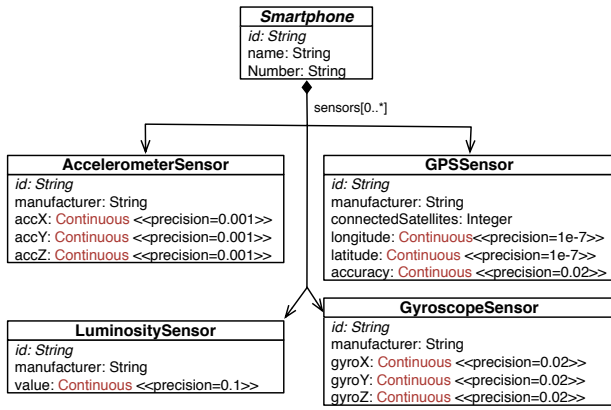 Smartphone
id: String
name: String
Number: String
sensors[0..*]
AccelerometerSensor
id: String
manufacturer: String
accX: Continuous <<precision=0.001>>
accY: Continuous <<precision=0.001>>
accZ: Continuous <<precision=0.001>>
GPSSensor
id: String
manufacturer: String
connectedSatellites: Integer
longitude: Continuous<<precision=1e-7>>
latitude: Continuous <<precision=1e-7>>
accuracy: Continuous <<precision=0.02>>
LuminositySensor
id: String
manufacturer: String
value: Continuous <<precision=0.1>>
GyroscopeSensor
id: String
manufacturer: String
gyroX: Continuous <<precision=0.02>>
gyroY: Continuous <<precision=0.02>>
gyroZ: Continuous <<precision=0.02>>